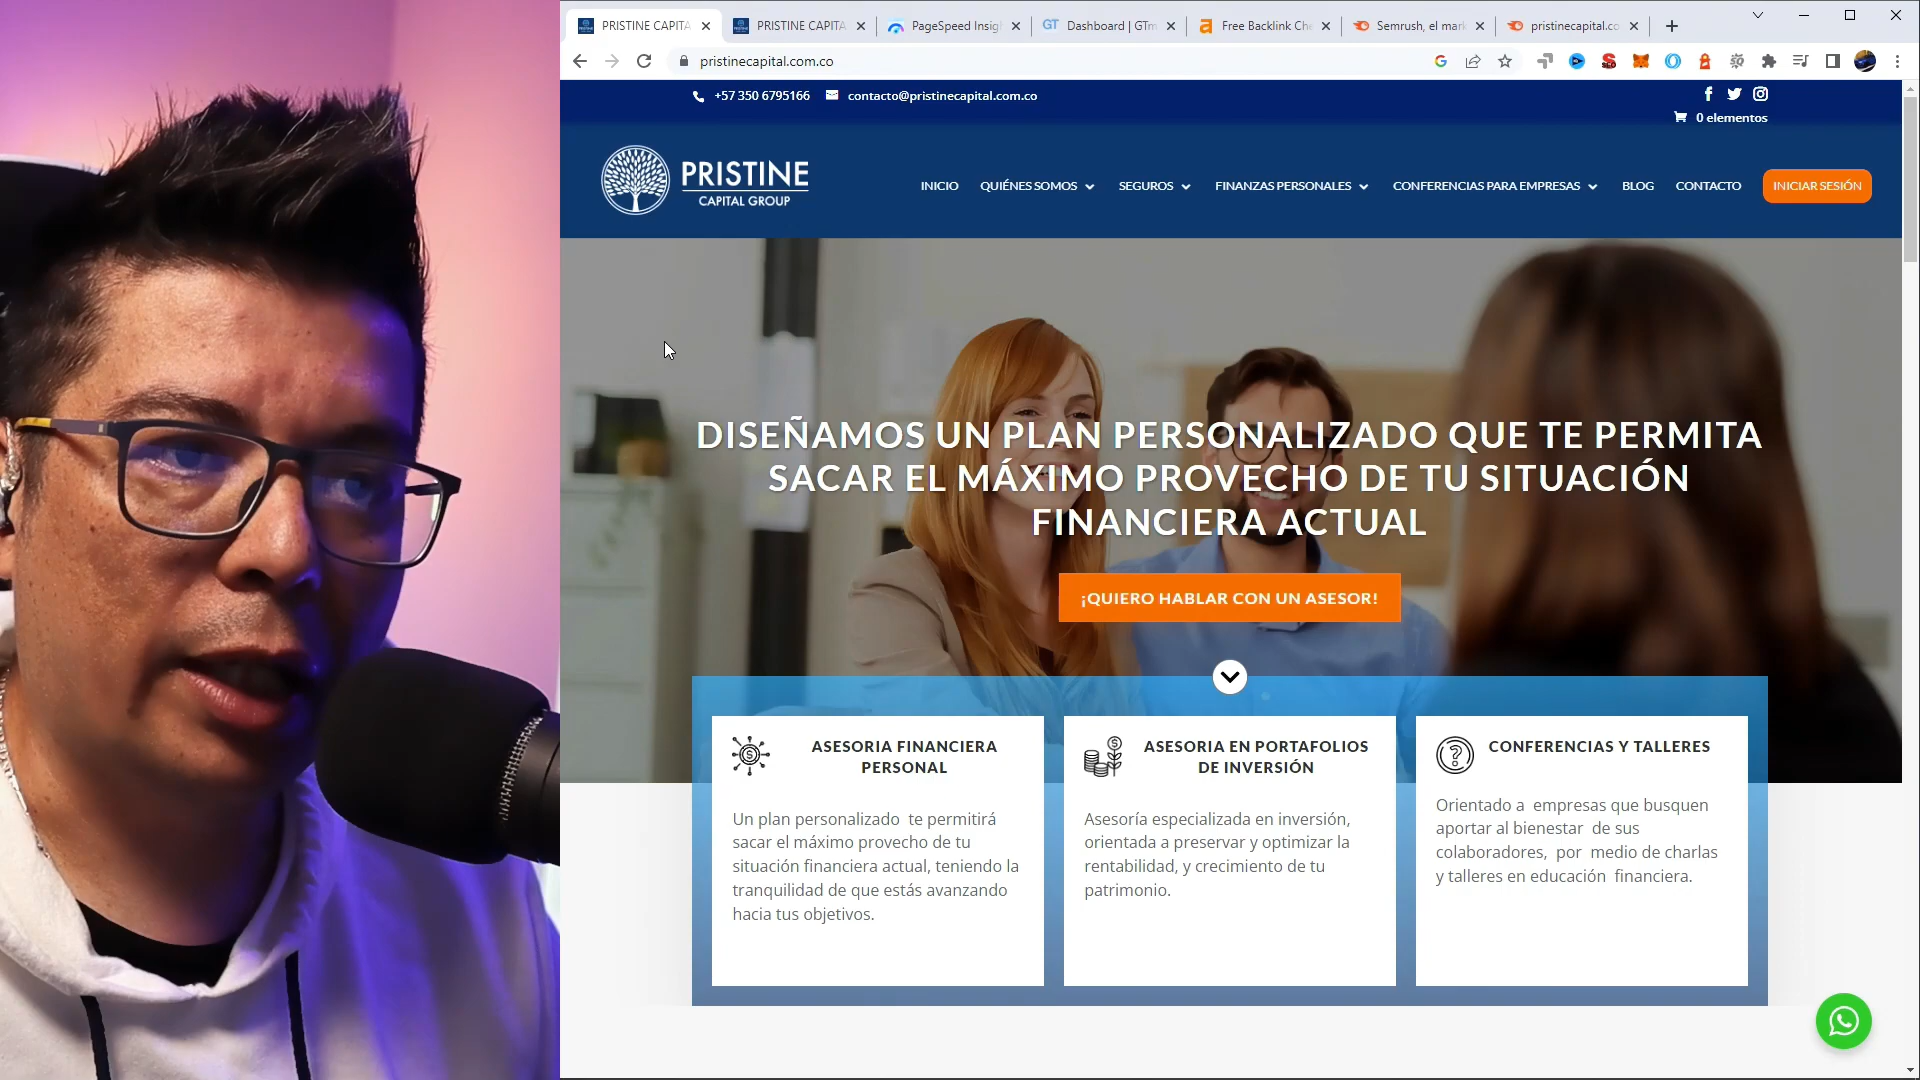 PRISTINE CAPITA
PRISTINE CAPITA
PageSpeed Insig
GT Dashboard | GTm
Free Backlink Che
Semrush, el mark
pristinecapital.co
pristinecapital.com.co
+57 350 6795166 contacto@pristinecapital.com.co
0 elementos
PRISTINE
CAPITAL GROUP
INICIO QUIÉNES SOMOS SEGUROS FINANZAS PERSONALES CONFERENCIAS PARA EMPRESAS BLOG CONTACTO INICIAR SESIÓN
DISEÑAMOS UN PLAN PERSONALIZADO QUE TE PERMITA
SACAR EL MÁXIMO PROVECHO DE TU SITUACIÓN
FINANCIERA ACTUAL
¡QUIERO HABLAR CON UN ASESOR!
ASESORIA FINANCIERA
PERSONAL
Un plan personalizado te permitirá
sacar el máximo provecho de tu
situación financiera actual, teniendo la
tranquilidad de que estás avanzando
hacia tus objetivos.
ASESORIA EN PORTAFOLIOS
DE INVERSIÓN
Asesoría especializada en inversión,
orientada a preservar y optimizar la
rentabilidad, y crecimiento de tu
patrimonio.
CONFERENCIAS Y TALLERES
Orientado a empresas que busquen
aportar al bienestar de sus
colaboradores, por medio de charlas
y talleres en educación financiera.